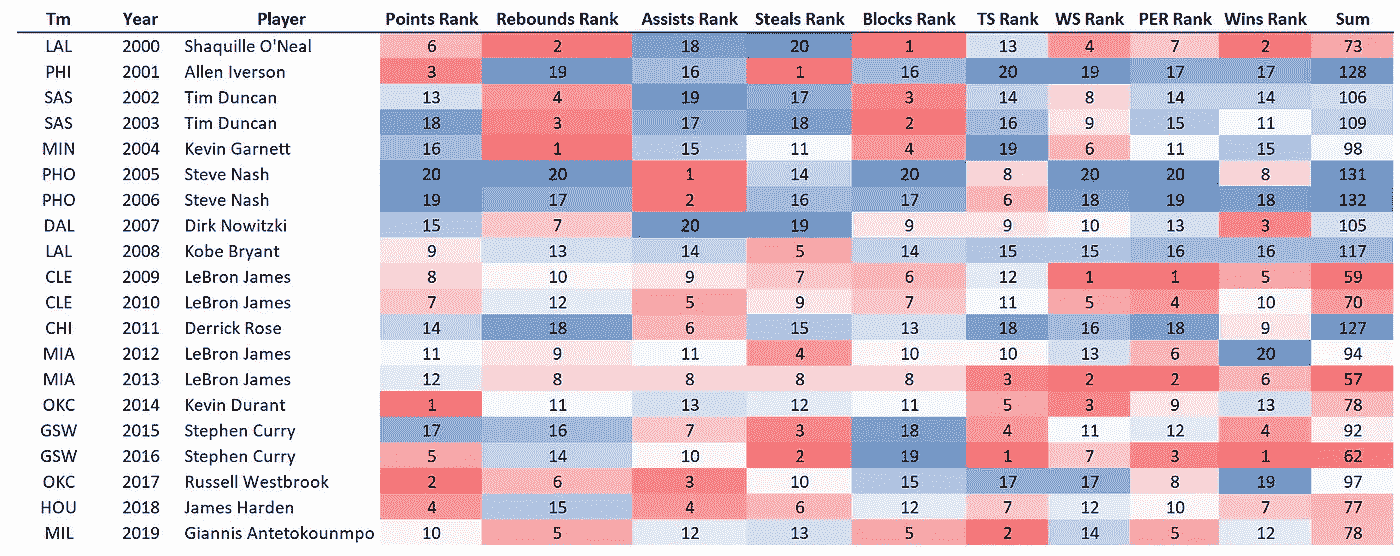 Tm Year Player Points Rank Rebounds Rank Assists Rank Steals Rank Blocks Rank TS Rank WS Rank PER Rank Wins Rank Sum
LAL 2000 Shaquille O'Neal 6 2 18 20 1 13 4 7 2 73
PHI 2001 Allen Iverson 3 19 16 1 16 20 19 17 17 128
SAS 2002 Tim Duncan 13 4 19 17 3 14 8 14 14 106
SAS 2003 Tim Duncan 18 3 17 18 2 16 9 15 11 109
MIN 2004 Kevin Garnett 16 1 15 11 4 19 6 11 15 98
PHO 2005 Steve Nash 20 20 1 14 20 8 20 20 8 131
PHO 2006 Steve Nash 19 17 2 16 17 6 18 19 18 132
DAL 2007 Dirk Nowitzki 15 7 20 19 9 9 10 13 3 105
LAL 2008 Kobe Bryant 9 13 14 5 14 15 15 16 16 117
CLE 2009 LeBron James 8 10 9 7 6 12 1 1 5 59
CLE 2010 LeBron James 7 12 5 9 7 11 5 4 10 70
CHI 2011 Derrick Rose 14 18 6 15 13 18 16 18 9 127
MIA 2012 LeBron James 11 9 11 4 10 10 13 6 20 94
MIA 2013 LeBron James 12 8 8 8 8 3 2 2 6 57
OKC 2014 Kevin Durant 1 11 13 12 11 5 3 9 13 78
GSW 2015 Stephen Curry 17 16 7 3 18 4 11 12 4 92
GSW 2016 Stephen Curry 5 14 10 2 19 1 7 3 1 62
OKC 2017 Russell Westbrook 2 6 3 10 15 17 17 8 19 97
HOU 2018 James Harden 4 15 4 6 12 7 12 10 7 77
MIL 2019 Giannis Antetokounmpo 10 5 12 13 5 2 14 5 12 78